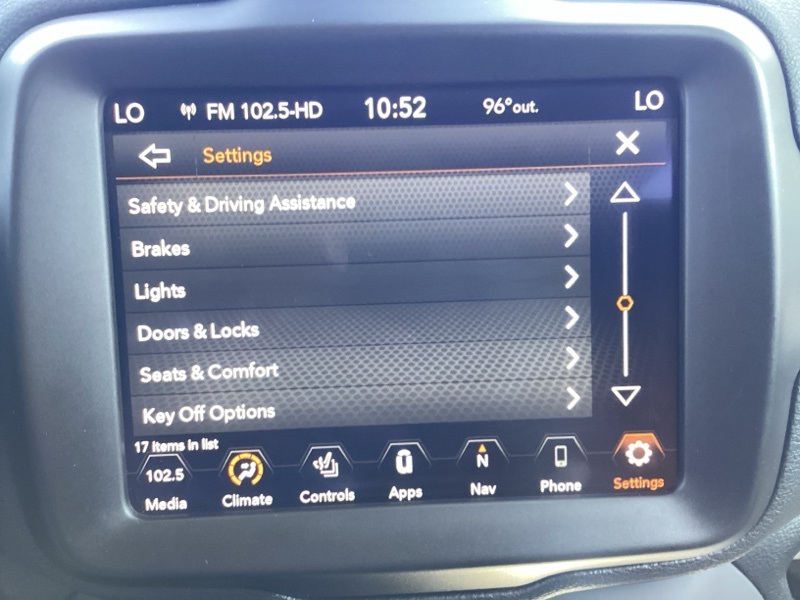 LO FM 102.5-HD 10:52 96°out. LO
Settings
Safety & Driving Assistance
Brakes
Lights
Doors & Locks
Seats & Comfort
Key Off Options
17 items in list
102.5 N
Media Climate Controls Apps Nav Phone Settings